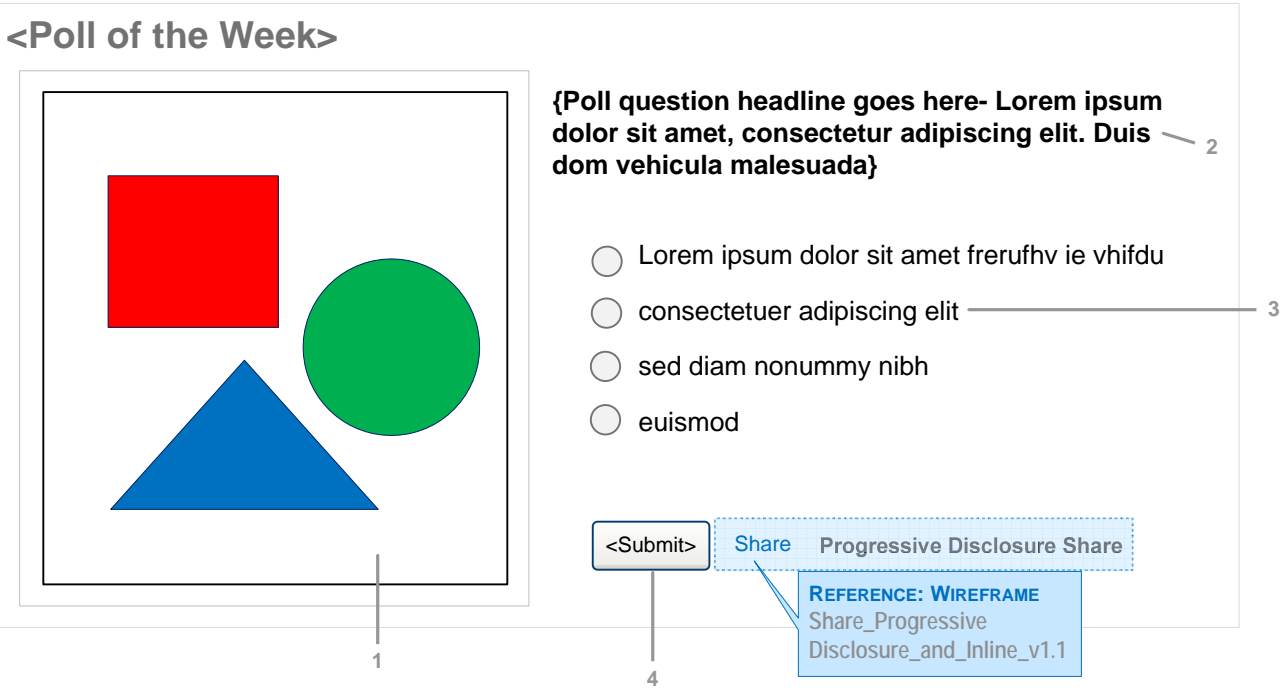 <Poll of the Week>
{Poll question headline goes here- Lorem ipsum
dolor sit amet, consectetur adipiscing elit. Duis
dom vehicula malesuada}
2
Lorem ipsum dolor sit amet frerufhv ie vhifdu
consectetuer adipiscing elit
3
sed diam nonummy nibh
euismod
<Submit>
Share
Progressive Disclosure Share
REFERENCE: WIREFRAME
Share_Progressive
Disclosure_and_Inline_v1.1
1
4